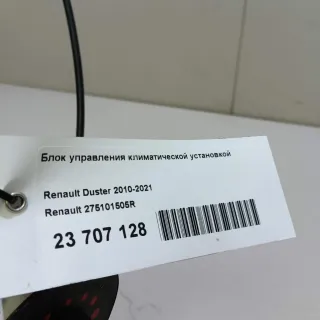 Блок управления климатической установкой
Renault Duster 2010-2021
Renault 275101505R
23 707 128